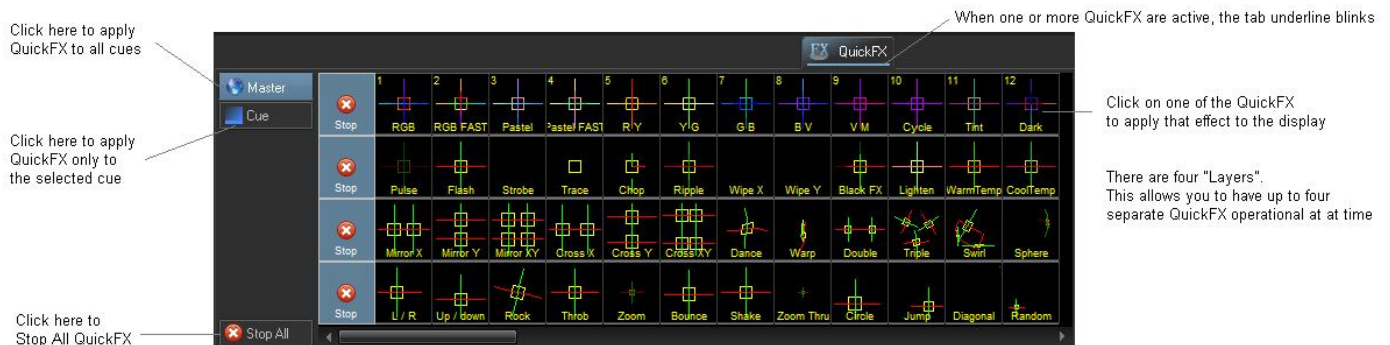 When one or more QuickFX are active, the tab underline blinks
Click here to apply
QuickFX to all cues
FX QuickFX
Master
Cue
Click here to apply
QuickFX only to
the selected cue
Stop
1 2 3 4 5 6 7 8 9 10 11 12
RGB RGB FAST Pastel Pastel FAST R Y Y G G B B V V M Cycle Tint Dark
Click on one of the QuickFX
to apply that effect to the display
Stop
Pulse Flash Strobe Trace Chop Ripple Wipe X Wipe Y Black FX Lighten WarmTemp CoolTemp
There are four "Layers".
This allows you to have up to four
separate QuickFX operational at at time
Stop
Mirror X Mirror Y Mirror XY Cross X Cross Y Cross XY Dance Warp Double Triple Swirl Sphere
Stop
L / R Up / down Rock Throb Zoom Bounce Shake Zoom Thru Circle Jump Diagonal Random
Click here to
Stop All QuickFX
Stop All